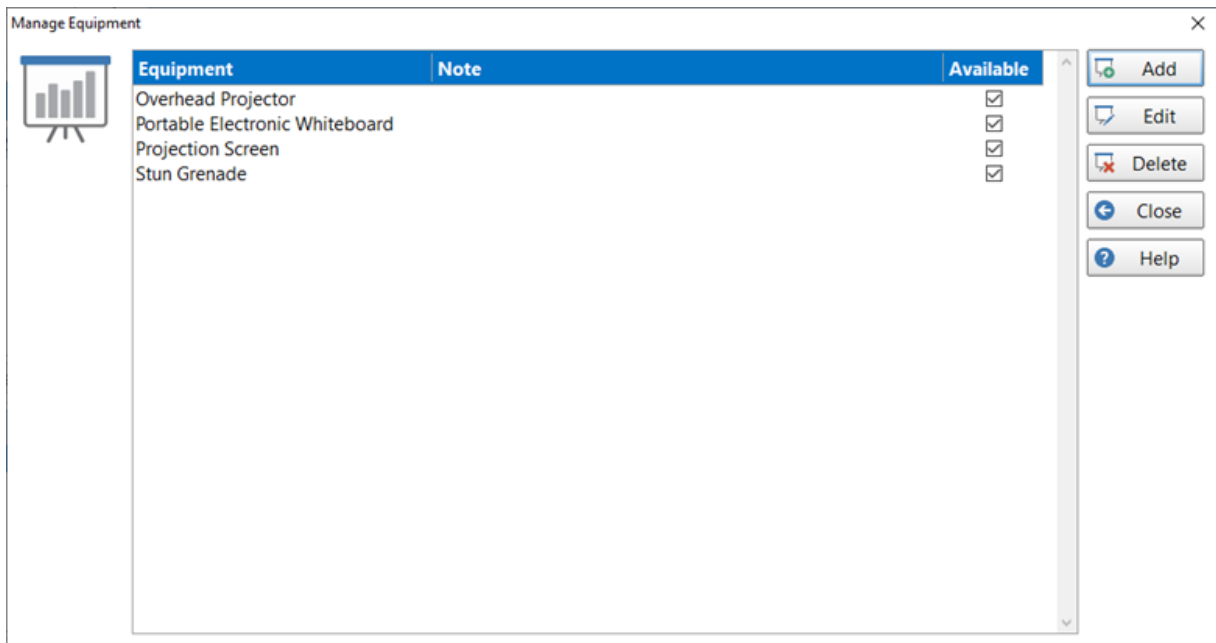 Manage Equipment
Equipment Note Available
Overhead Projector
Portable Electronic Whiteboard
Projection Screen
Stun Grenade
Add
Edit
Delete
Close
Help